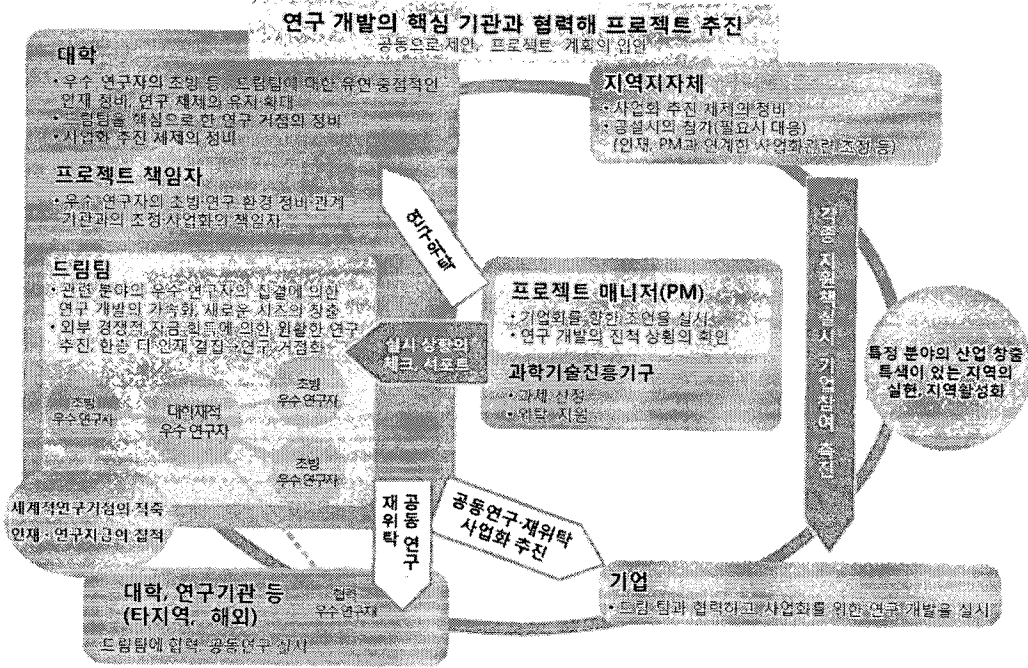 연구 개발의 핵심 기관과 협력해 프로젝트 추진
공동으로 제안, 프로젝트 계획의 입안
대학
• 우수 연구자의 초빙 등 드림팀에 대한 유연 중점적인
인재 정비, 연구 체제의 유지 확대
• 드림팀을 핵심으로 한 연구 거점의 정비
• 사업화 추진 체제의 정비
프로젝트 책임자
• 우수 연구자의 초빙·연구 환경 정비·관계
기관과의 조정·사업화의 책임자
드림팀
• 관련 분야의 우수 연구자의 집결에 의한
연구 개발의 가속화, 새로운 시즈의 창출
• 외부 경쟁적 자금 획득에 의한 원활한 연구
추진, 한층 더 인재 결집→연구 거점화
초빙
우수연구자
대학재적
우수 연구자
초빙
우수연구자
초빙
우수연구자
세계적연구거점의 직축
인재·연구자금의 집적
지역지자체
• 사업화 추진 체제의 정비
• 공설시의 참가(필요시 대응)
(인재, PM과 연계한 사업화관련 조정 등)
연구위탁
프로젝트 매니저(PM)
• 기업화를 향한 조언을 실시
• 연구 개발의 진척 상황의 확인
과학기술진흥기구
• 과제 선정
• 위탁 지원
실시 상황의
체크, 서포트
각종 지원책 실시 기업참여 촉진
특정 분야의 산업 창출
특색이 있는 지역의
실현, 지역활성화
공동 연구
재위탁
공동연구·재위탁
사업화 추진
대학, 연구기관 등
(타지역, 해외)
드림팀에 협력, 공동연구 실시
협력
우수연구재
기업
• 드림 팀과 협력하고 사업화를 위한 연구 개발을 실시